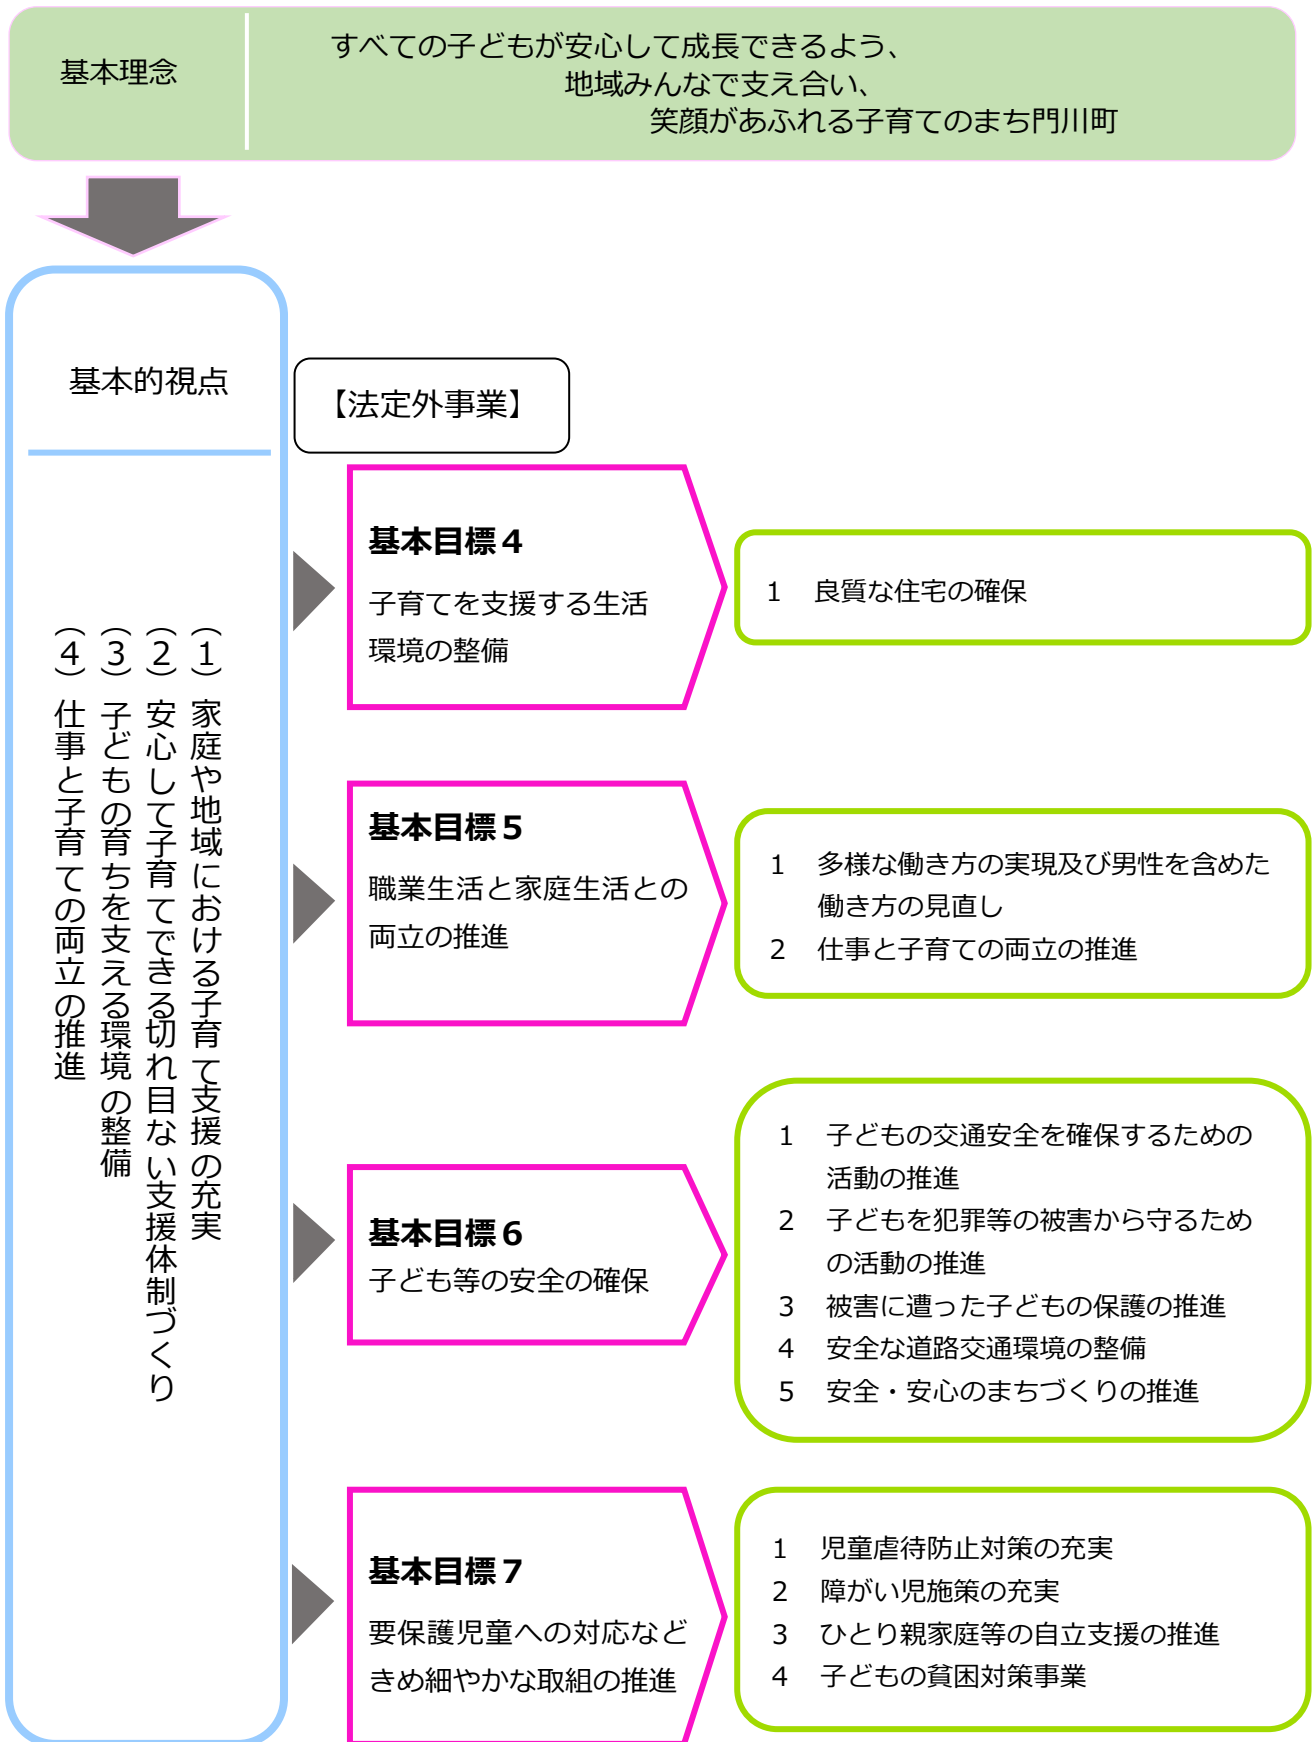 基本理念
すべての子どもが安心して成長できるよう、
地域みんなで支え合い、
笑顔があふれる子育てのまち門川町
基本的視点
（１）家庭や地域における子育て支援の充実
（２）安心して子育てできる切れ目ない支援体制づくり
（３）子どもの育ちを支える環境の整備
（４）仕事と子育ての両立の推進
【法定外事業】
基本目標４
子育てを支援する生活
環境の整備
1　良質な住宅の確保
基本目標５
職業生活と家庭生活との
両立の推進
1　多様な働き方の実現及び男性を含めた
働き方の見直し
2　仕事と子育ての両立の推進
基本目標６
子ども等の安全の確保
1　子どもの交通安全を確保するための
活動の推進
2　子どもを犯罪等の被害から守るため
の活動の推進
3　被害に遭った子どもの保護の推進
4　安全な道路交通環境の整備
5　安全・安心のまちづくりの推進
基本目標７
要保護児童への対応など
きめ細やかな取組の推進
1　児童虐待防止対策の充実
2　障がい児施策の充実
3　ひとり親家庭等の自立支援の推進
4　子どもの貧困対策事業